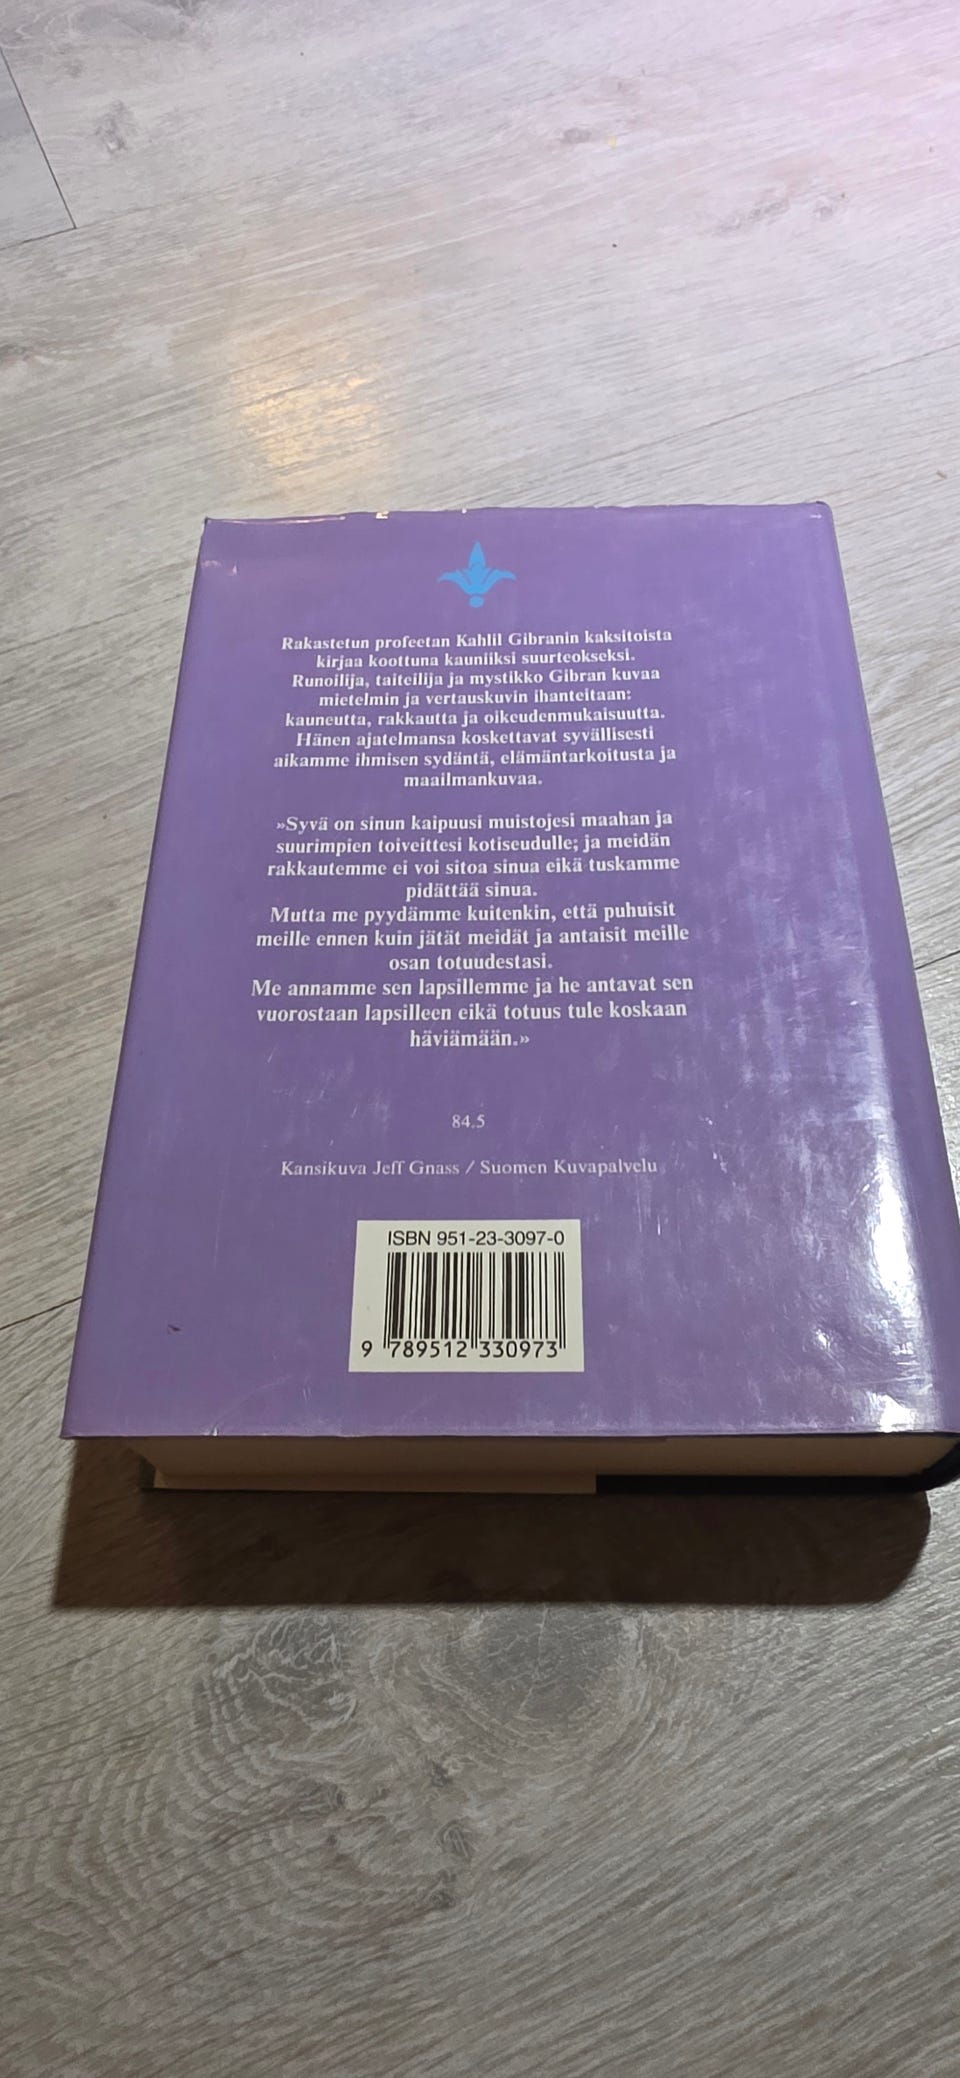 Rakastetun profeetan Kahlil Gibranin kaksitoista
kirjaa koottuna kauniiksi suurteokseksi.
Runoilija, taiteilija ja mystikko Gibran kuvaa
mietelmin ja vertauskuvin ihanteitaan:
kauneutta, rakkautta ja oikeudenmukaisuutta.
Hänen ajatelmansa koskettavat syvällisesti
aikamme ihmisen sydäntä, elämäntarkoitusta ja
maailmankuvaa.
»Syvä on sinun kaipuusi muistojesi maahan ja
suurimpien toiveittesi kotiseudulle; ja meidän
rakkautemme ei voi sitoa sinua eikä tuskamme
pidättää sinua.
Mutta me pyydämme kuitenkin, että puhuisit
meille ennen kuin jätät meidät ja antaisit meille
osan totuudestasi.
Me annamme sen lapsillemme ja he antavat sen
vuorostaan lapsilleen eikä totuus tule koskaan
häviämään.»
84.5
Kansikuva Jeff Gnass / Suomen Kuvapalvelu
ISBN 951-23-3097-0
9 789512 330973